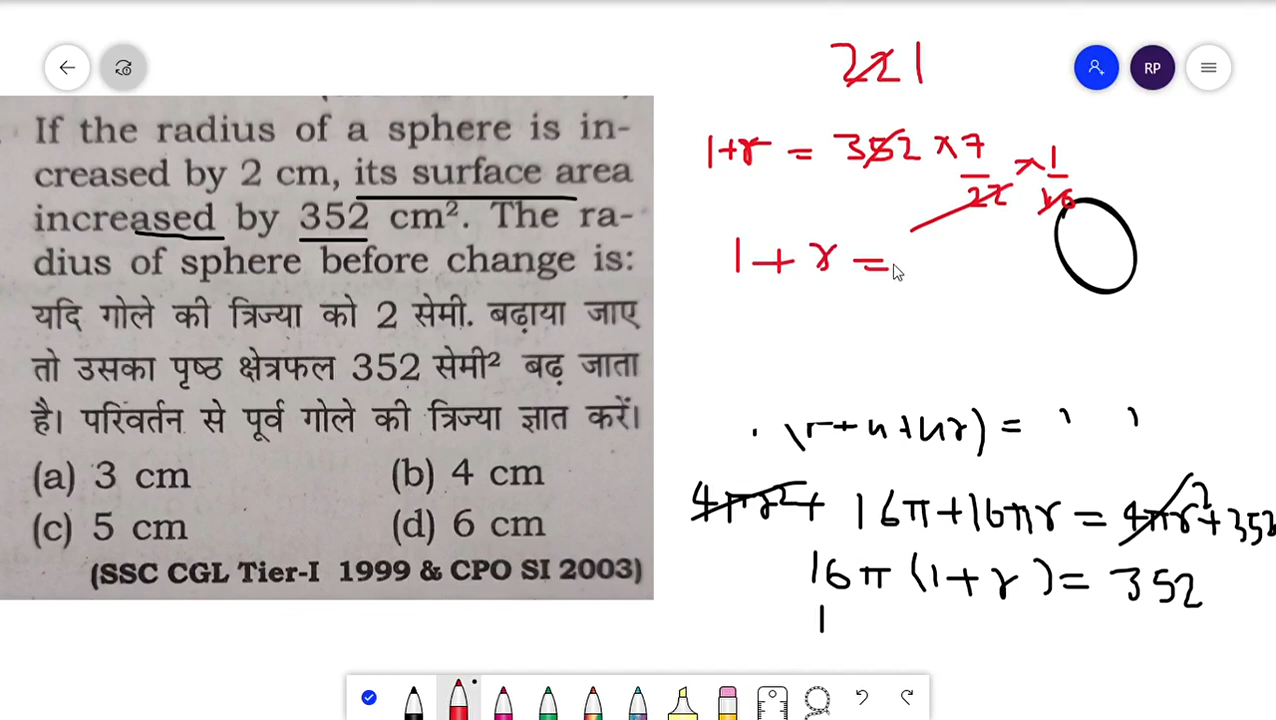 RP
If the radius of a sphere is in-
creased by 2 cm, its surface area
increased by 352 cm². The ra-
dius of sphere before change is:
यदि गोले की त्रिज्या को 2 सेमी. बढ़ाया जाए
तो उसका पृष्ठ क्षेत्रफल 352 सेमी² बढ़ जाता
है। परिवर्तन से पूर्व गोले की त्रिज्या ज्ञात करें।
(a) 3 cm (b) 4 cm
(c) 5 cm (d) 6 cm
(SSC CGL Tier-I 1999 & CPO SI 2003)
1+r = 352 × 7/22 × 1/16
1 + r =
4πr² + 16π+16πr = 4πr²+352
16π (1+r) = 352